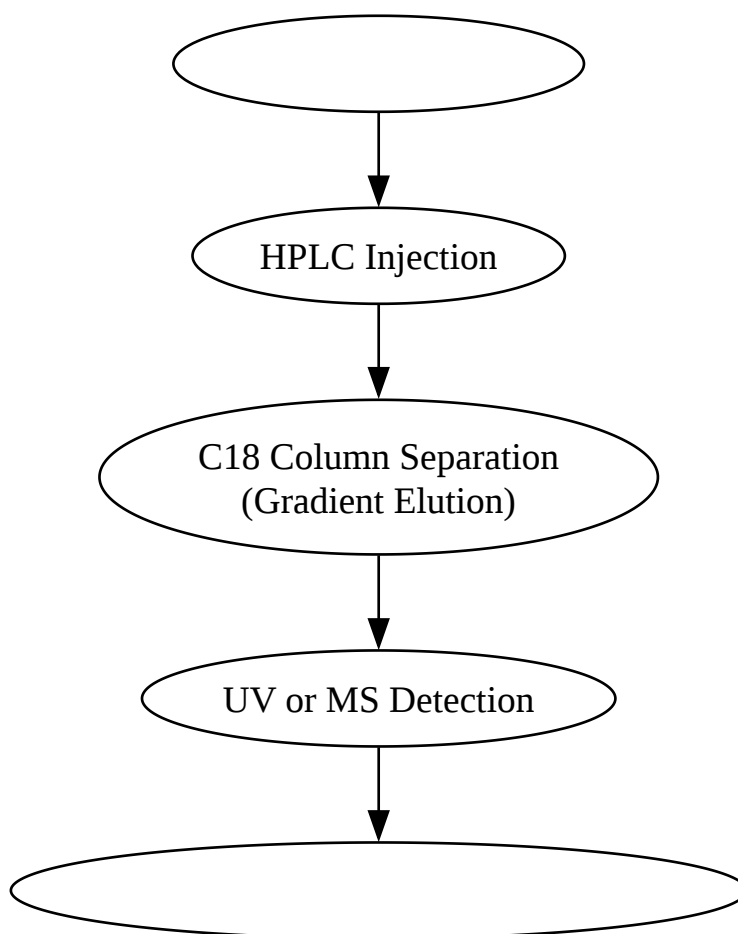 HPLC Injection
C18 Column Separation
(Gradient Elution)
UV or MS Detection